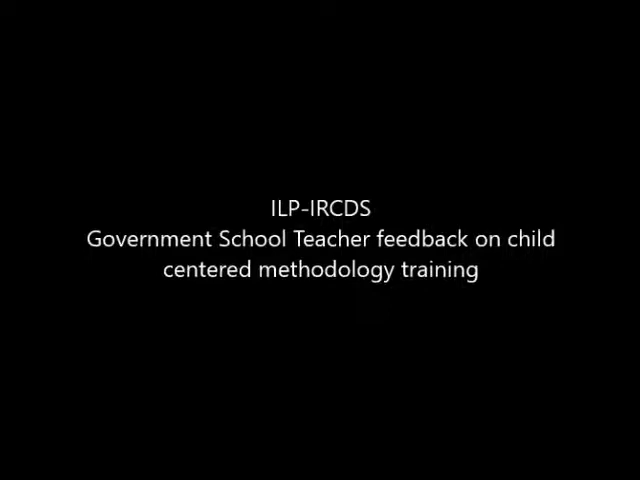 ILP-IRCDS
Government School Teacher feedback on child
centered methodology training